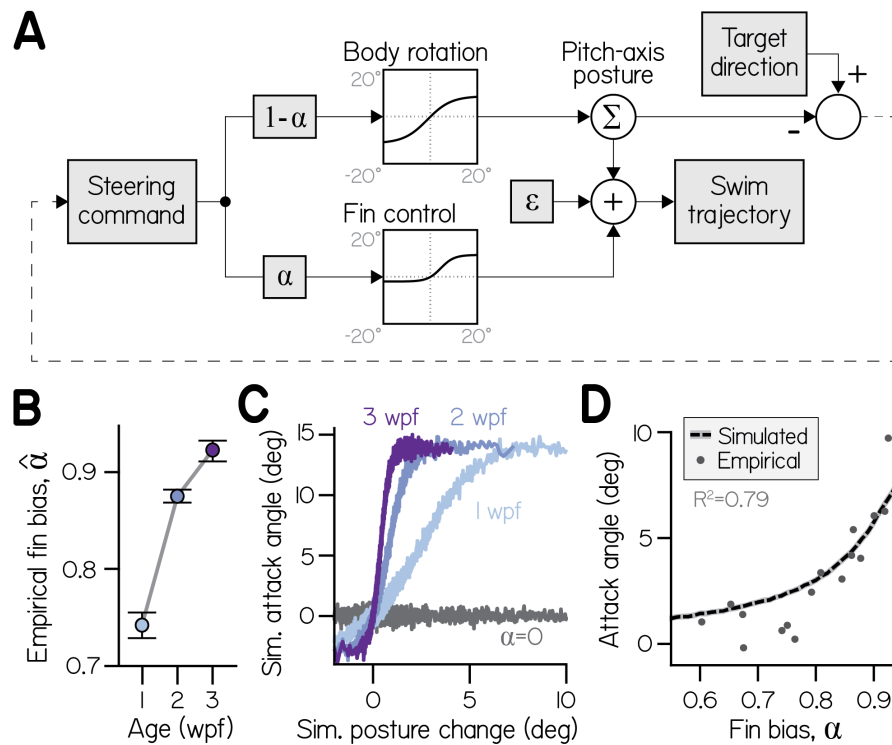 A
Body rotation
20°
-20°
20°
Pitch-axis
posture
Target
direction
+
-
1-α
Σ
Steering
command
ε
+
Swim
trajectory
Fin control
20°
-20°
20°
α
B
Empirical fin bias, α̂
0.9
0.8
0.7
1
2
3
Age (wpf)
C
3 wpf
2 wpf
1 wpf
α=0
Sim. attack angle (deg)
15
10
5
0
0
5
10
Sim. posture change (deg)
D
Simulated
Empirical
R²=0.79
Attack angle (deg)
10
5
0
0.6
0.7
0.8
0.9
Fin bias, α